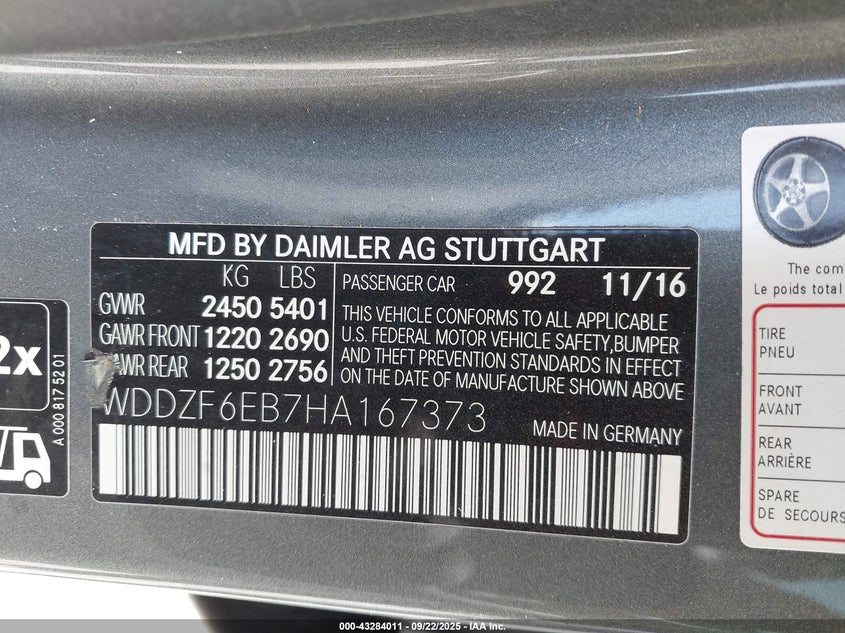 MFD BY DAIMLER AG STUTTGART
KG LBS
GVWR 2450 5401
GAWR FRONT 1220 2690
GAWR REAR 1250 2756
PASSENGER CAR 992 11/16
THIS VEHICLE CONFORMS TO ALL APPLICABLE
U.S. FEDERAL MOTOR VEHICLE SAFETY,BUMPER
AND THEFT PREVENTION STANDARDS IN EFFECT
ON THE DATE OF MANUFACTURE SHOWN ABOVE
WDDZF6EB7HA167373
MADE IN GERMANY
2x
A 000 817 52 01
The com
Le poids total
TIRE
PNEU
FRONT
AVANT
REAR
ARRIÈRE
SPARE
DE SECOURS
000-43284011 - 09/22/2025 - IAA Inc.